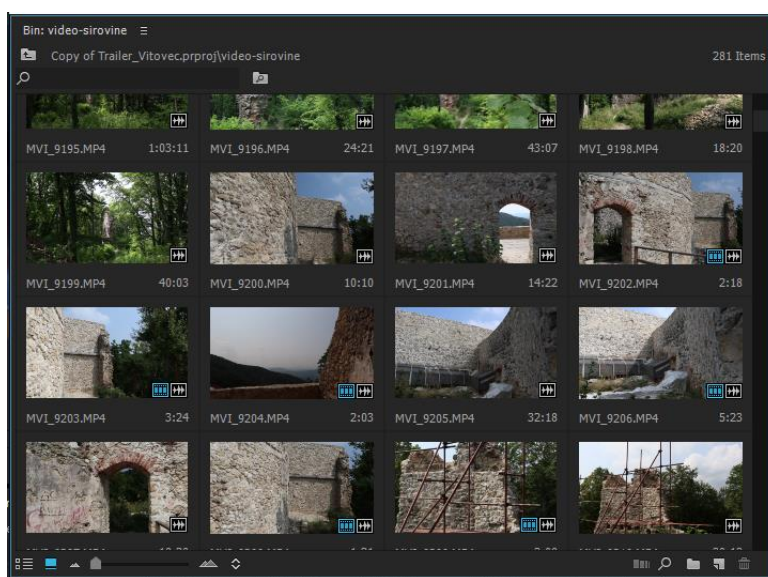 Bin: video-sirovine
Copy of Trailer_Vitovec.prproj\video-sirovine 281 Items
MVI_9195.MP4 1:03:11 MVI_9196.MP4 24:21 MVI_9197.MP4 43:07 MVI_9198.MP4 18:20
MVI_9199.MP4 40:03 MVI_9200.MP4 10:10 MVI_9201.MP4 14:22 MVI_9202.MP4 2:18
MVI_9203.MP4 3:24 MVI_9204.MP4 2:03 MVI_9205.MP4 32:18 MVI_9206.MP4 5:23